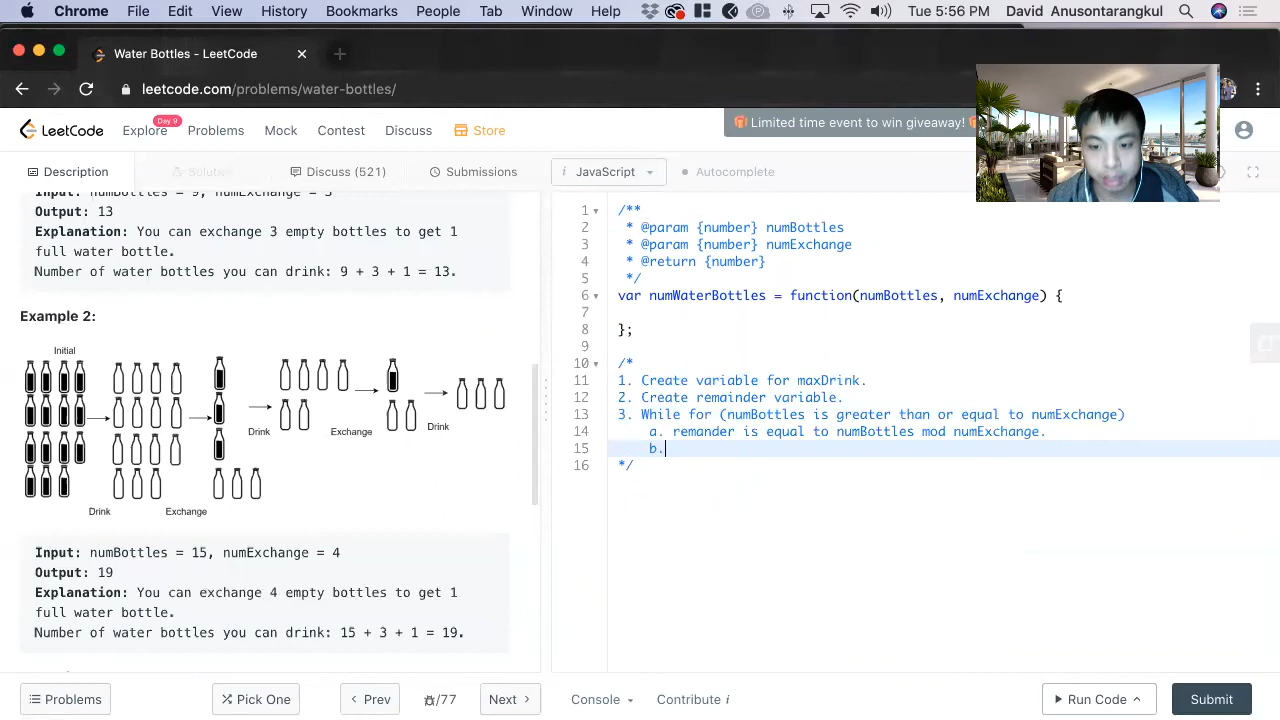 Chrome File Edit View History Bookmarks People Tab Window Help Tue 5:56 PM David Anusontarangkul
Water Bottles - LeetCode
leetcode.com/problems/water-bottles/
LeetCode Explore Day 9 Problems Mock Contest Discuss Store Limited time event to win giveaway!
Description Solution Discuss (521) Submissions i JavaScript Autocomplete
Input: numBottles = 9, numExchange = 3
Output: 13
Explanation: You can exchange 3 empty bottles to get 1
full water bottle.
Number of water bottles you can drink: 9 + 3 + 1 = 13.
Example 2:
Initial
Drink Exchange Drink
Drink Exchange
Input: numBottles = 15, numExchange = 4
Output: 19
Explanation: You can exchange 4 empty bottles to get 1
full water bottle.
Number of water bottles you can drink: 15 + 3 + 1 = 19.
1 /**
2 * @param {number} numBottles
3 * @param {number} numExchange
4 * @return {number}
5 */
6 var numWaterBottles = function(numBottles, numExchange) {
7
8 };
9
10 /*
11 1. Create variable for maxDrink.
12 2. Create remainder variable.
13 3. While for (numBottles is greater than or equal to numExchange)
14 a. remander is equal to numBottles mod numExchange.
15 b.
16 */
Problems Pick One Prev /77 Next Console Contribute i Run Code Submit